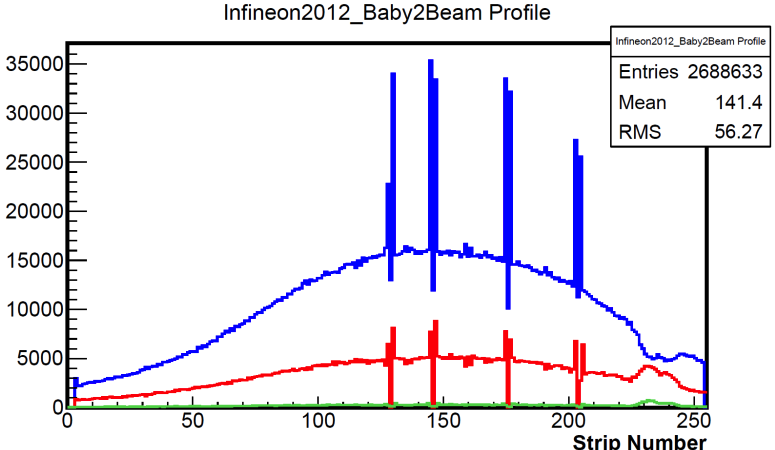 Infineon2012_Baby2Beam Profile
Infineon2012_Baby2Beam Profile
Entries 2688633
Mean 141.4
RMS 56.27
35000
30000
25000
20000
15000
10000
5000
0
0 50 100 150 200 250
Strip Number